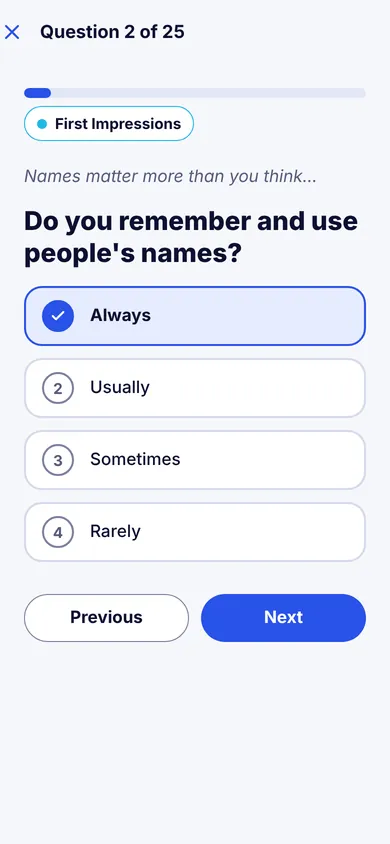 Question 2 of 25
First Impressions
Names matter more than you think...
Do you remember and use
people's names?
Always
2 Usually
3 Sometimes
4 Rarely
Previous Next